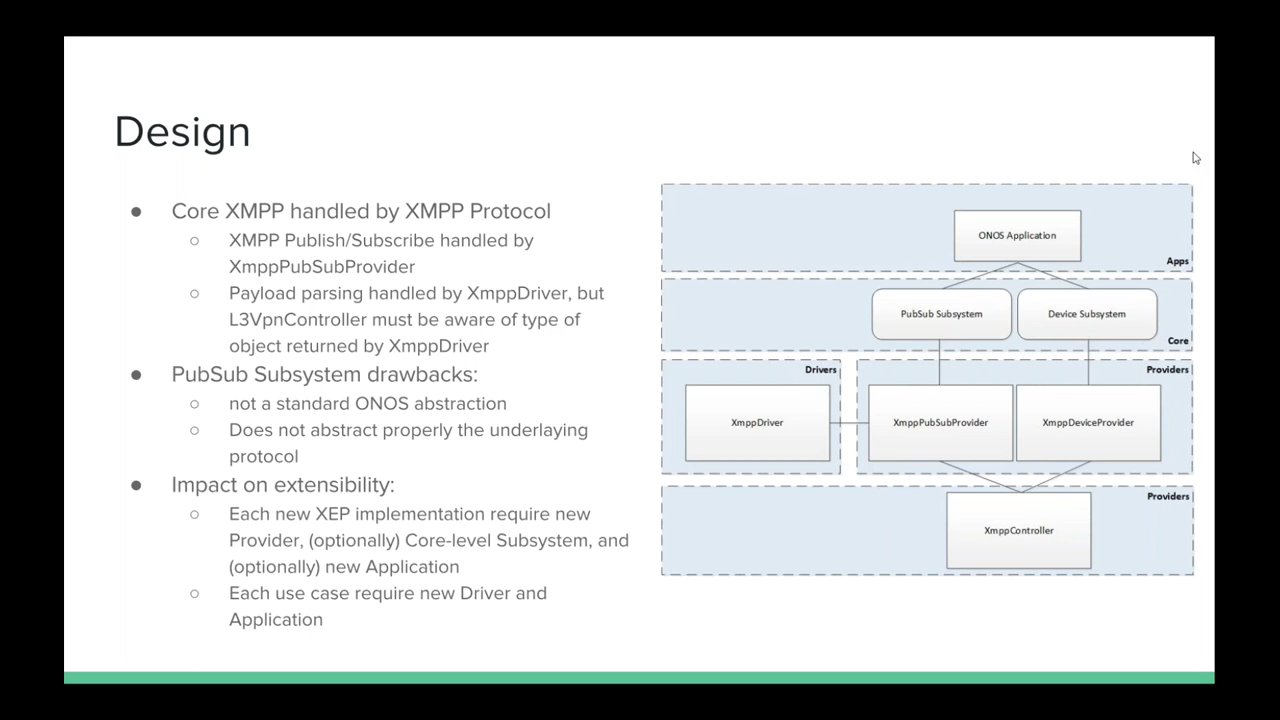 Design
● Core XMPP handled by XMPP Protocol
○ XMPP Publish/Subscribe handled by
XmppPubSubProvider
○ Payload parsing handled by XmppDriver, but
L3VpnController must be aware of type of
object returned by XmppDriver
● PubSub Subsystem drawbacks:
○ not a standard ONOS abstraction
○ Does not abstract properly the underlaying
protocol
● Impact on extensibility:
○ Each new XEP implementation require new
Provider, (optionally) Core-level Subsystem, and
(optionally) new Application
○ Each use case require new Driver and
Application
ONOS Application
Apps
PubSub Subsystem
Device Subsystem
Core
Drivers
Providers
XmppDriver
XmppPubSubProvider
XmppDeviceProvider
Providers
XmppController